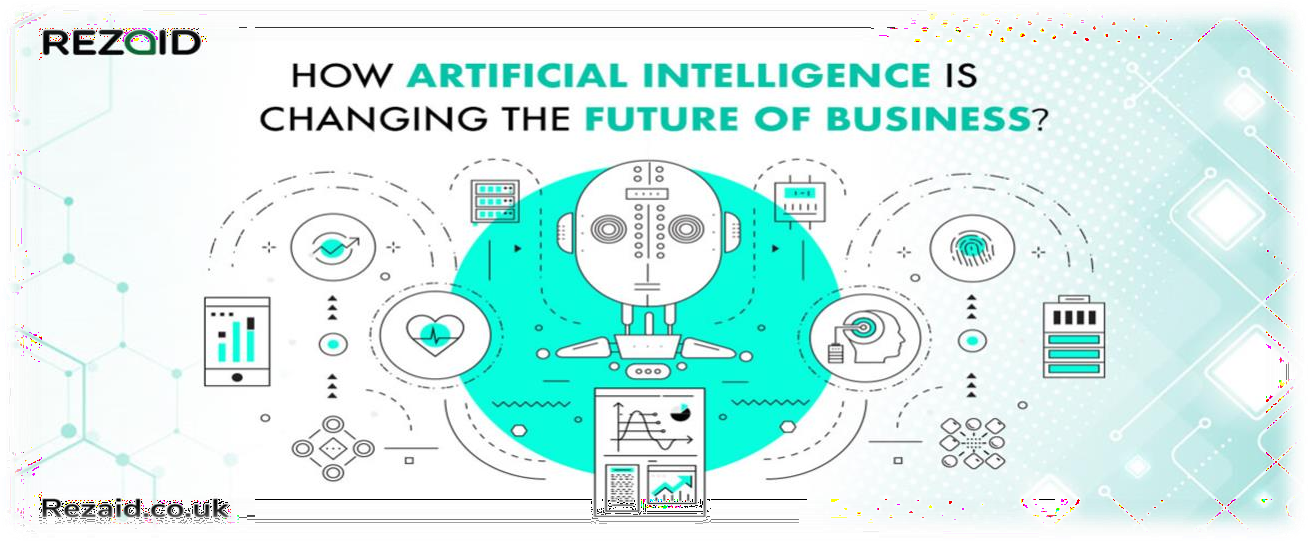 REZAID
HOW ARTIFICIAL INTELLIGENCE IS
CHANGING THE FUTURE OF BUSINESS?
Rezaid.co.uk